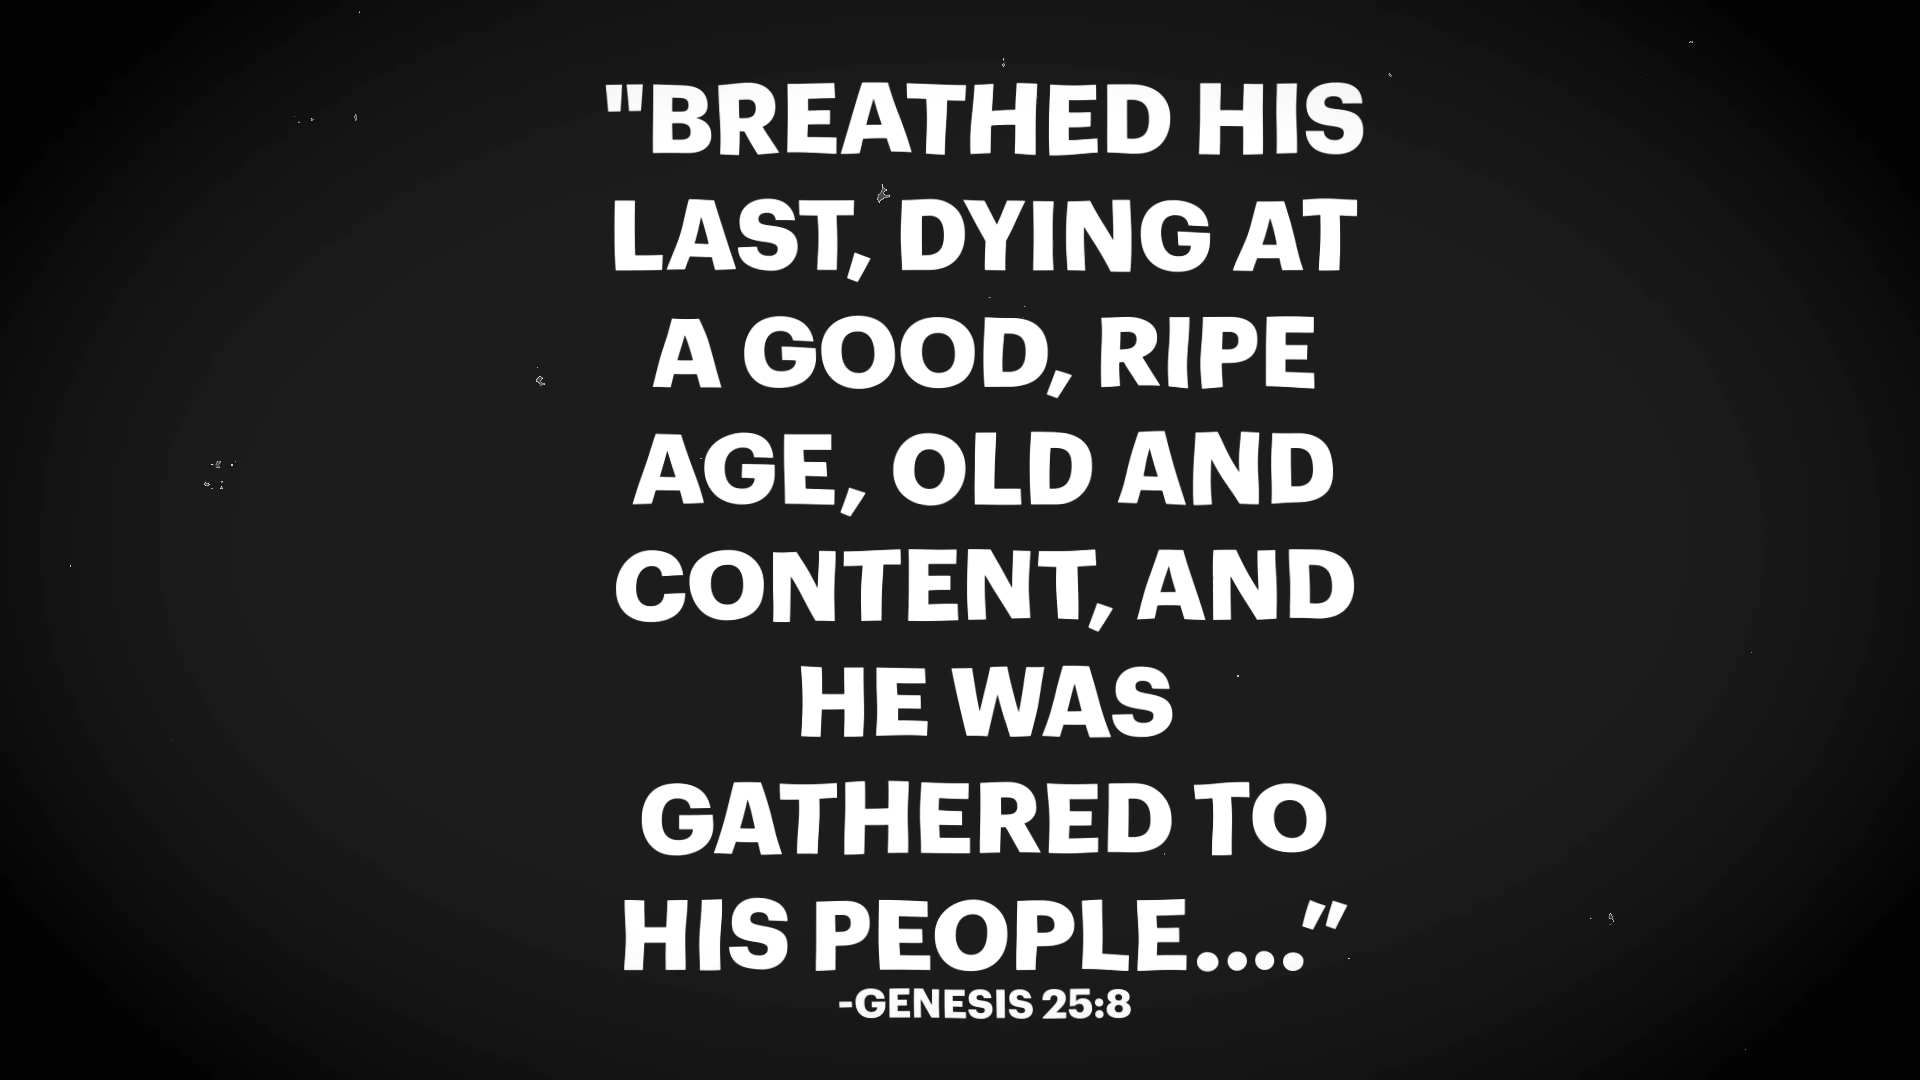 "BREATHED HIS
LAST, DYING AT
A GOOD, RIPE
AGE, OLD AND
CONTENT, AND
HE WAS
GATHERED TO
HIS PEOPLE....”
-GENESIS 25:8